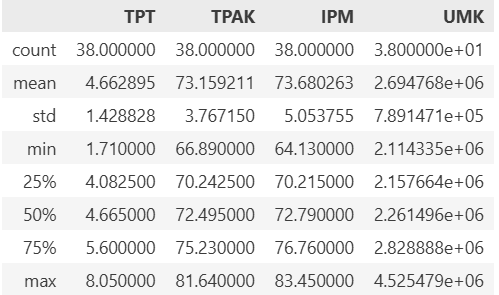 TPT TPAK IPM UMK
count 38.000000 38.000000 38.000000 3.800000e+01
mean 4.662895 73.159211 73.680263 2.694768e+06
std 1.428828 3.767150 5.053755 7.891471e+05
min 1.710000 66.890000 64.130000 2.114335e+06
25% 4.082500 70.242500 70.215000 2.157664e+06
50% 4.665000 72.495000 72.790000 2.261496e+06
75% 5.600000 75.230000 76.760000 2.828888e+06
max 8.050000 81.640000 83.450000 4.525479e+06